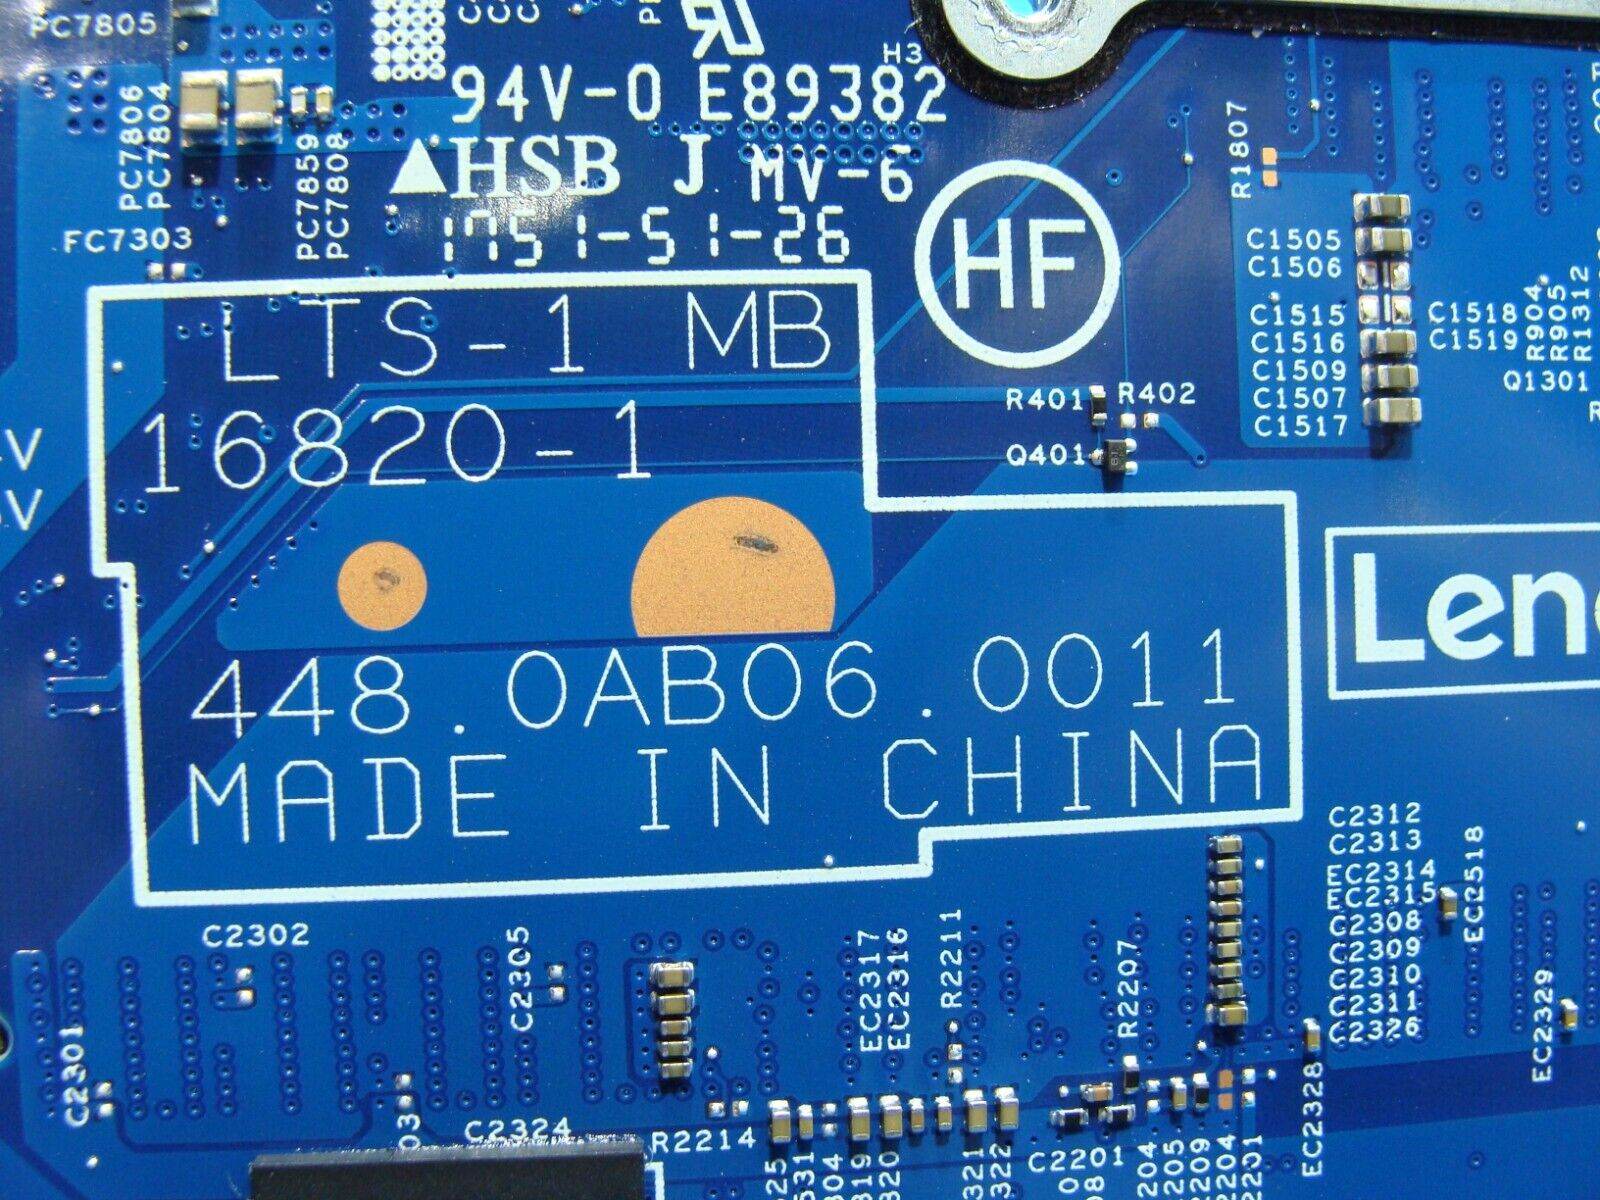 PC7805
H3
94V-0 E89382
PC7806
PC7804
PC7859
PC7808
HSB J MV-6
1751-51-26
FC7303
HF
R1807
C1505
C1506
C1515
C1516
C1509
C1507
C1517
C1518
C1519
R904
R905
R1312
Q1301
LTS-1 MB
16820-1
R401
R402
Q401
448.0AB06.0011
MADE IN CHINA
Len
C2312
C2313
EC2314
EC2315
C2308
C2309
C2310
C2311
C2326
EC2518
EC2329
C2302
C2305
C2301
EC2317
EC2316
R2211
R2207
EC2328
C2324
R2214
C2201